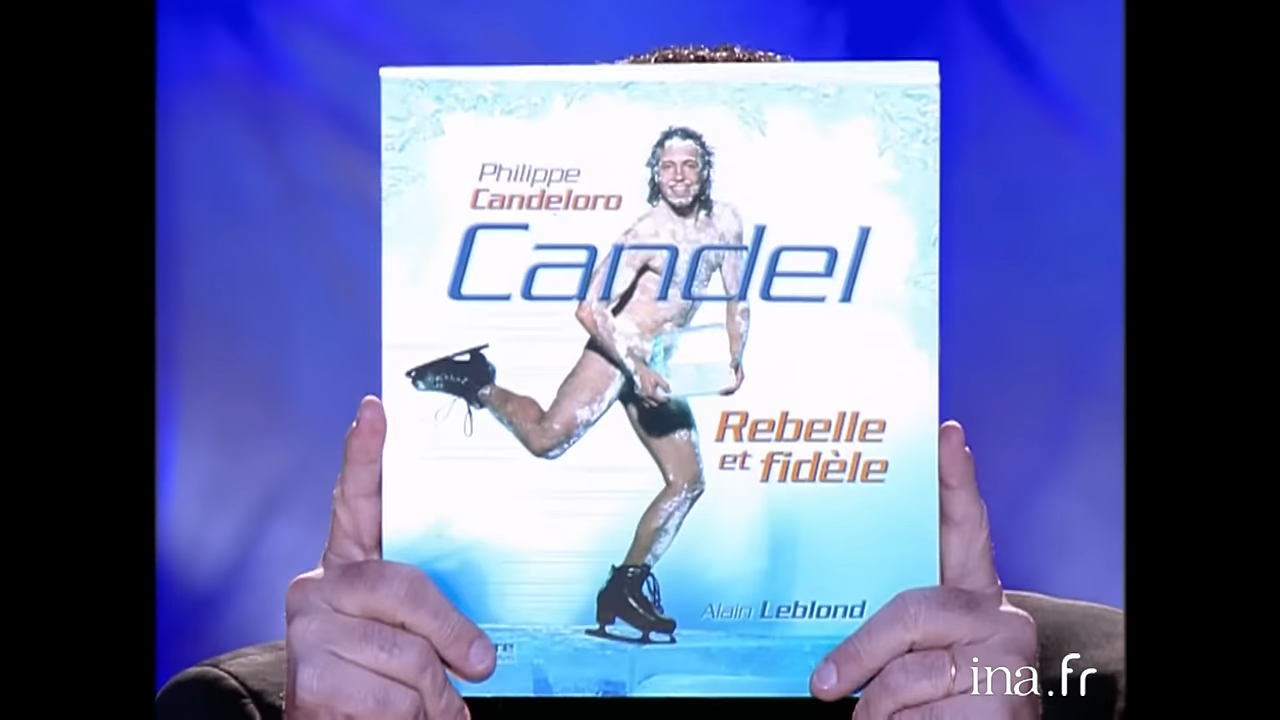 Philippe
Candeloro
Candel
Rebelle
et fidèle
Alain Leblond
ina.fr